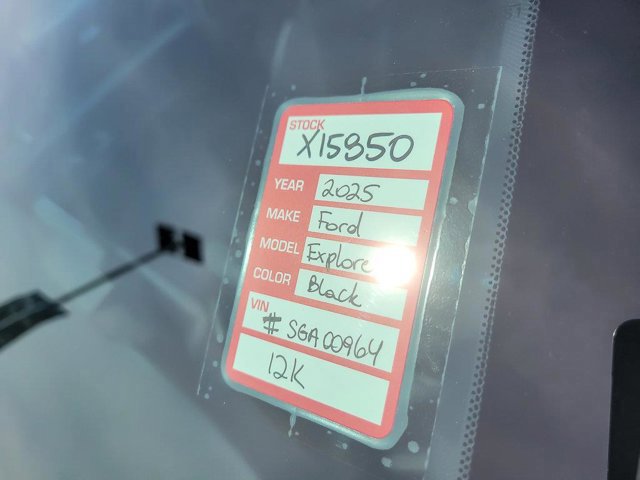 STOCK
X15850
YEAR 2025
MAKE Ford
MODEL Explore
COLOR Black
VIN
# SGA00964
12K